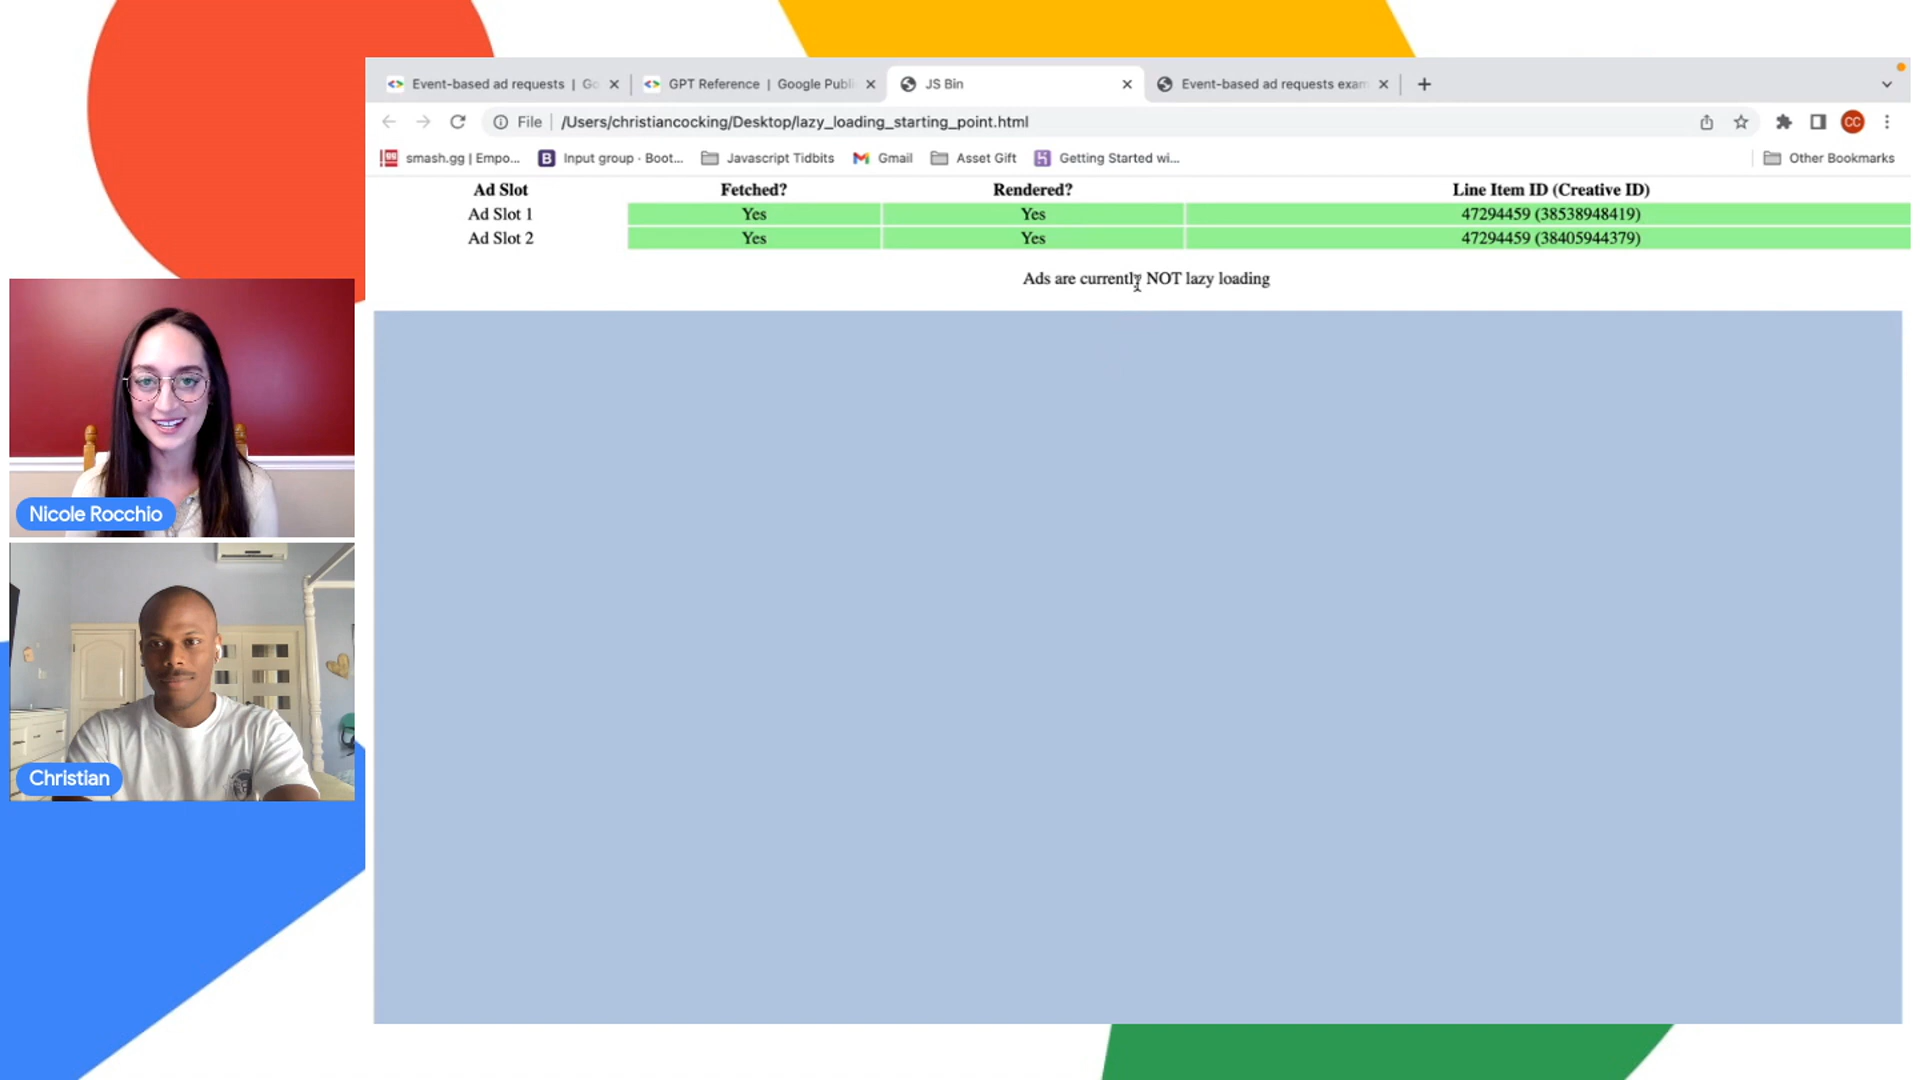 Event-based ad requests | Go
GPT Reference | Google Publi
JS Bin
Event-based ad requests exam
File
/Users/christiancocking/Desktop/lazy_loading_starting_point.html
CC
smash.gg | Empo...
B
Input group · Boot...
Javascript Tidbits
Gmail
Asset Gift
Getting Started wi...
Other Bookmarks
Ad Slot Fetched? Rendered? Line Item ID (Creative ID)
Ad Slot 1 Yes Yes 47294459 (38538948419)
Ad Slot 2 Yes Yes 47294459 (38405944379)
Ads are currently NOT lazy loading
Nicole Rocchio
Christian